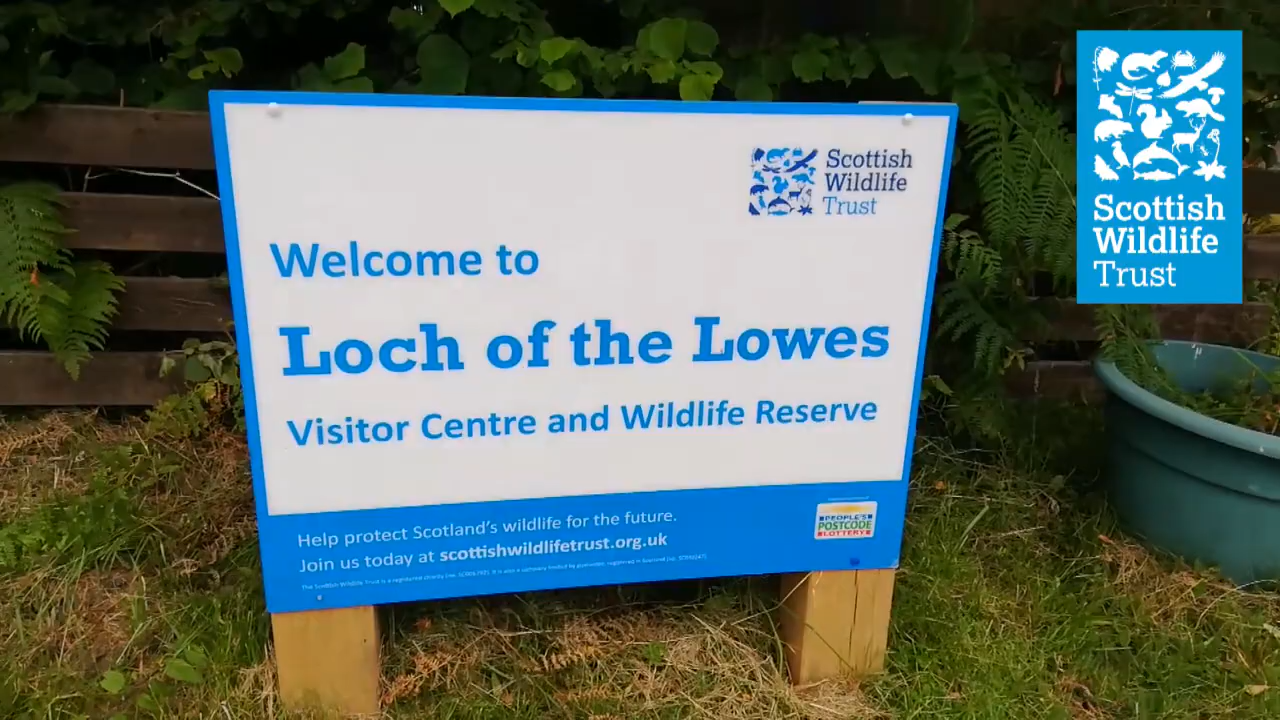 Scottish
Wildlife
Trust
Welcome to
Loch of the Lowes
Visitor Centre and Wildlife Reserve
Help protect Scotland's wildlife for the future.
Join us today at scottishwildlifetrust.org.uk
PEOPLE'S
POSTCODE
LOTTERY
Scottish
Wildlife
Trust